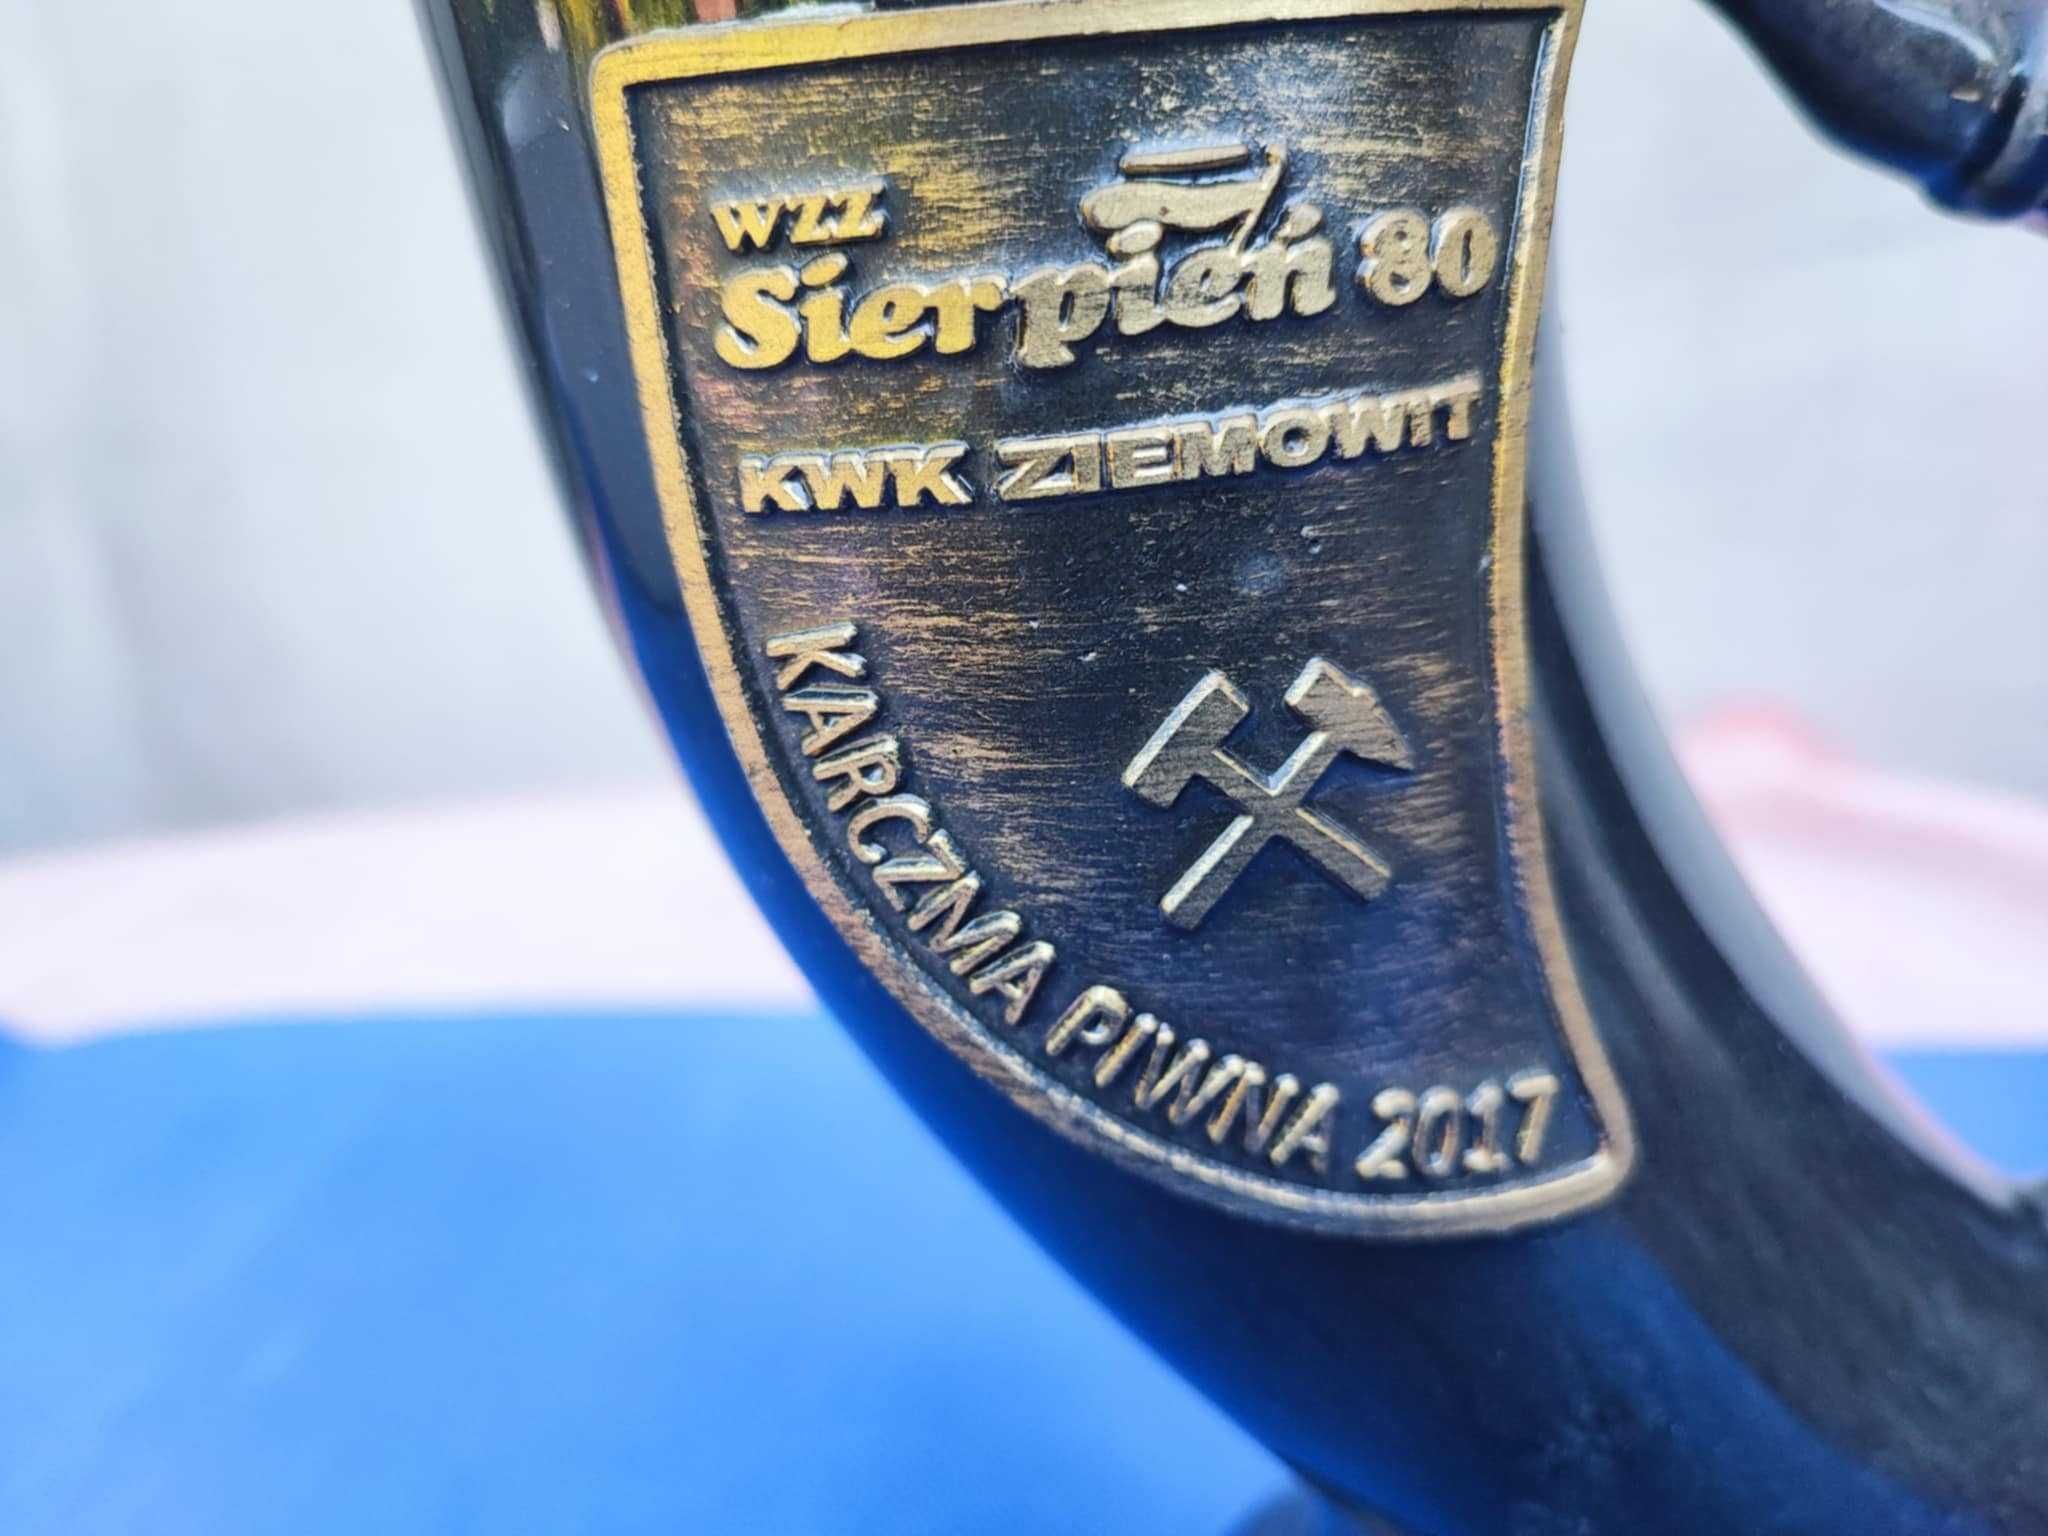 WZZ
Sierpień 80
KWK ZIEMOWIT
KARCZMA PIWNA 2017